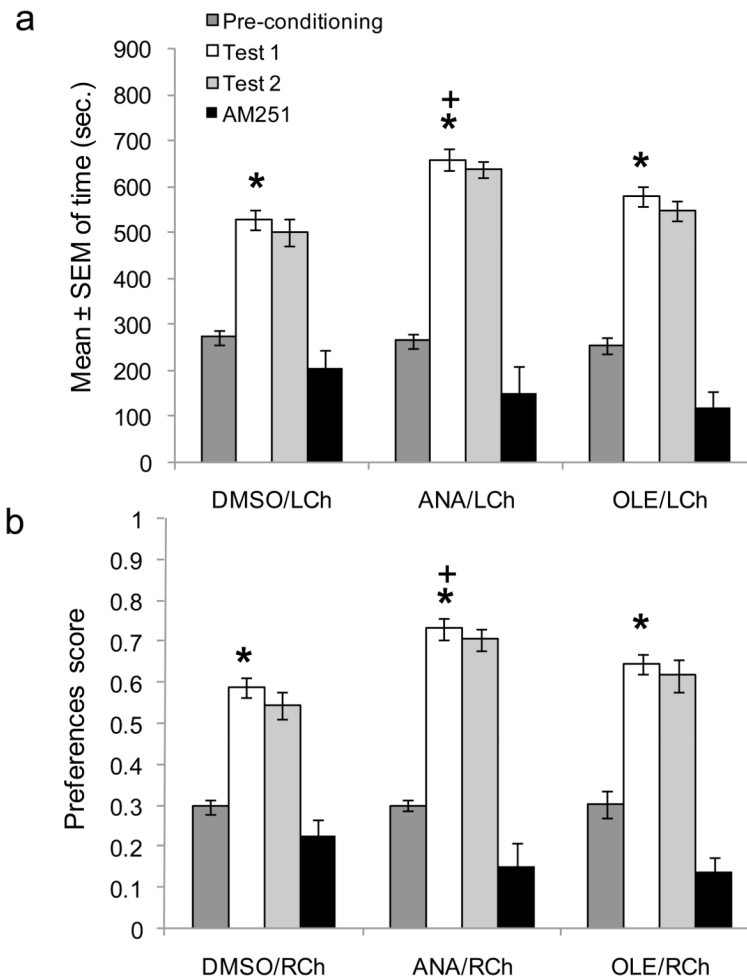 a
Pre-conditioning
Test 1
Test 2
AM251
Mean ± SEM of time (sec.)
900
800
700
600
500
400
300
200
100
0
*
+
*
*
DMSO/LCh ANA/LCh OLE/LCh
b
Preferences score
1
0.9
0.8
0.7
0.6
0.5
0.4
0.3
0.2
0.1
0
*
+
*
*
DMSO/RCh ANA/RCh OLE/RCh